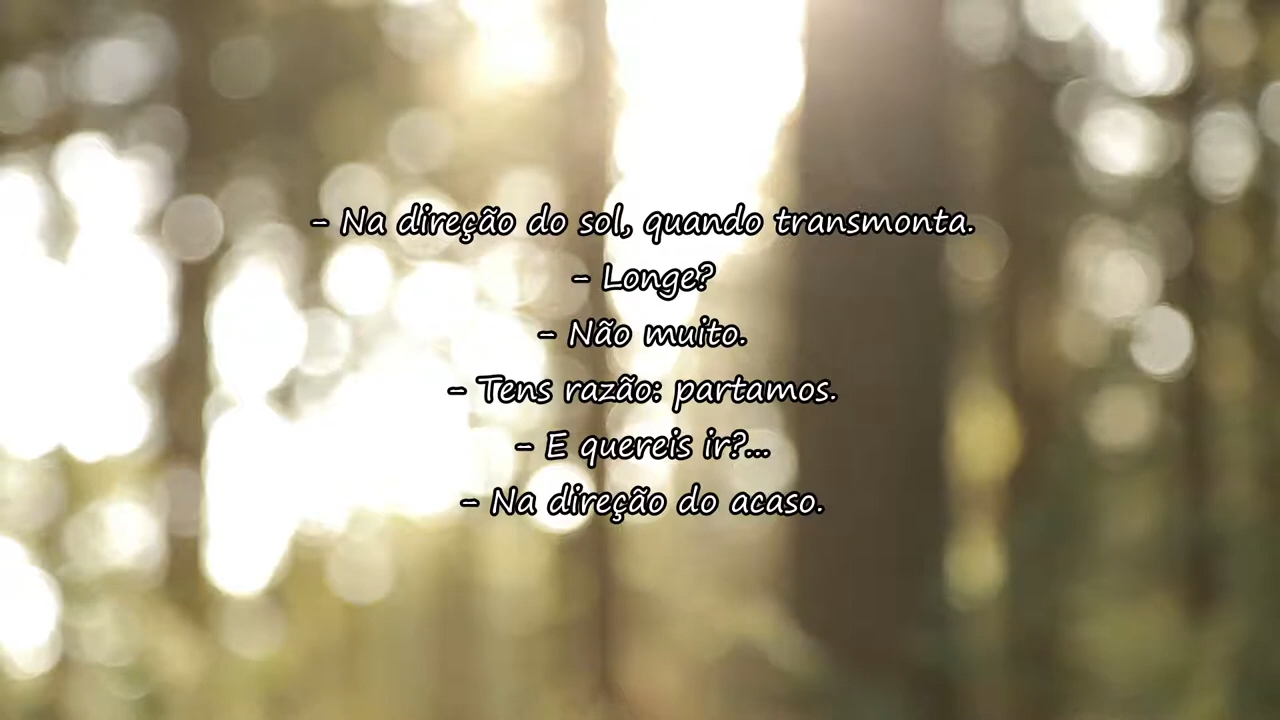 - Na direção do sol, quando transmonta.
- Longe?
- Não muito.
- Tens razão: partamos.
- E quereis ir?...
- Na direção do acaso.